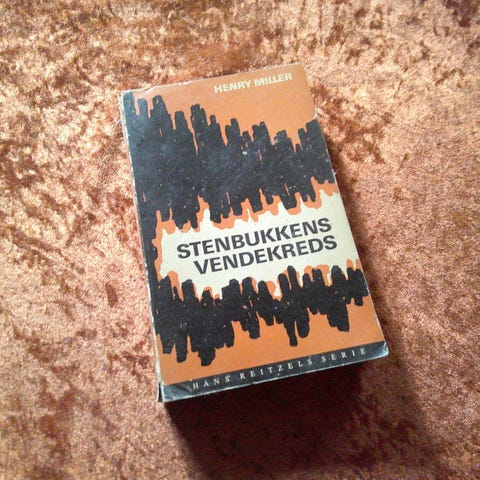 HENRY MILLER
STENBUKKENS
VENDEKREDS
HANS REITZELS SERIE